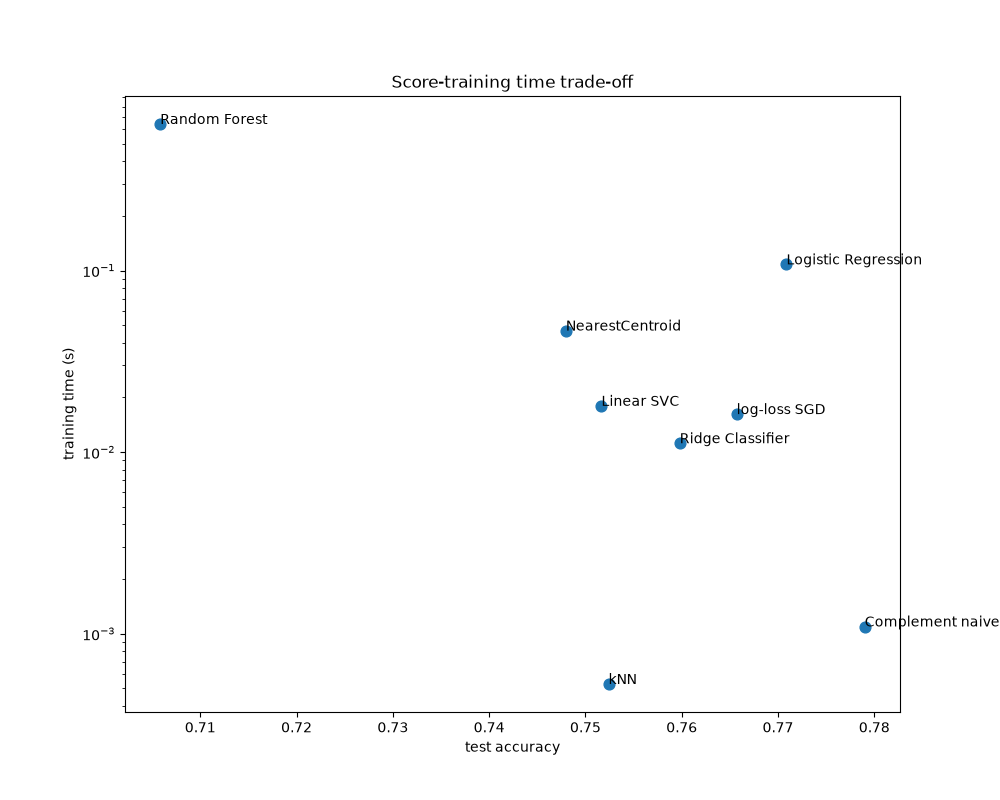 Score-training time trade-off
Random Forest
Logistic Regression
NearestCentroid
Linear SVC
log-loss SGD
Ridge Classifier
Complement naive
kNN
training time (s)
10⁻¹
10⁻²
10⁻³
0.71 0.72 0.73 0.74 0.75 0.76 0.77 0.78
test accuracy